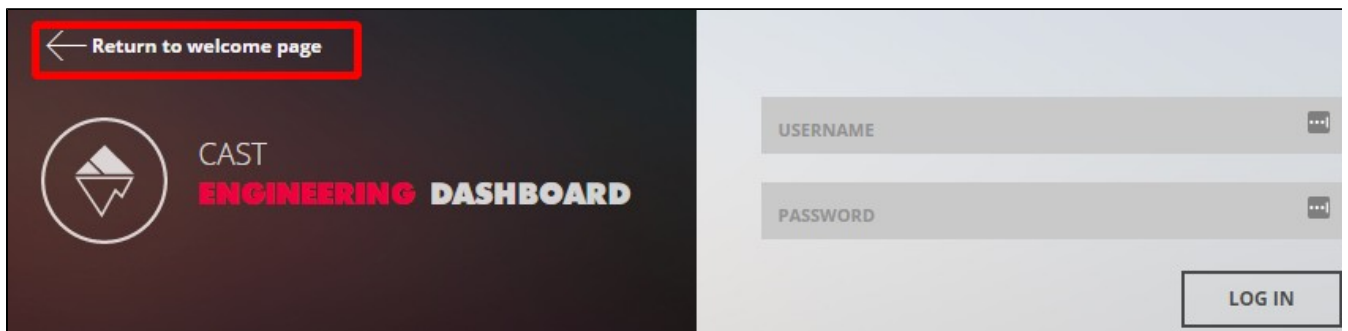 Return to welcome page
CAST
ENGINEERING DASHBOARD
USERNAME
PASSWORD
LOG IN